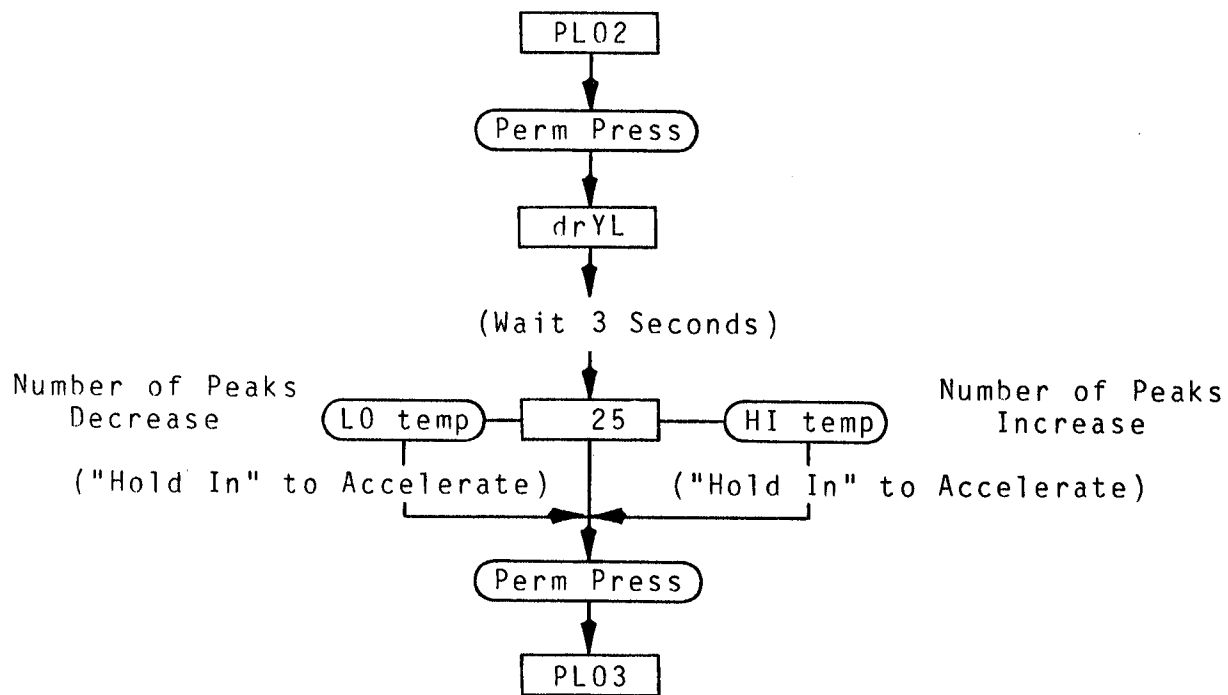 PL02
Perm Press
drYL
(Wait 3 Seconds)
Number of Peaks
Decrease
LO temp
25
HI temp
Number of Peaks
Increase
("Hold In" to Accelerate)
("Hold In" to Accelerate)
Perm Press
PL03